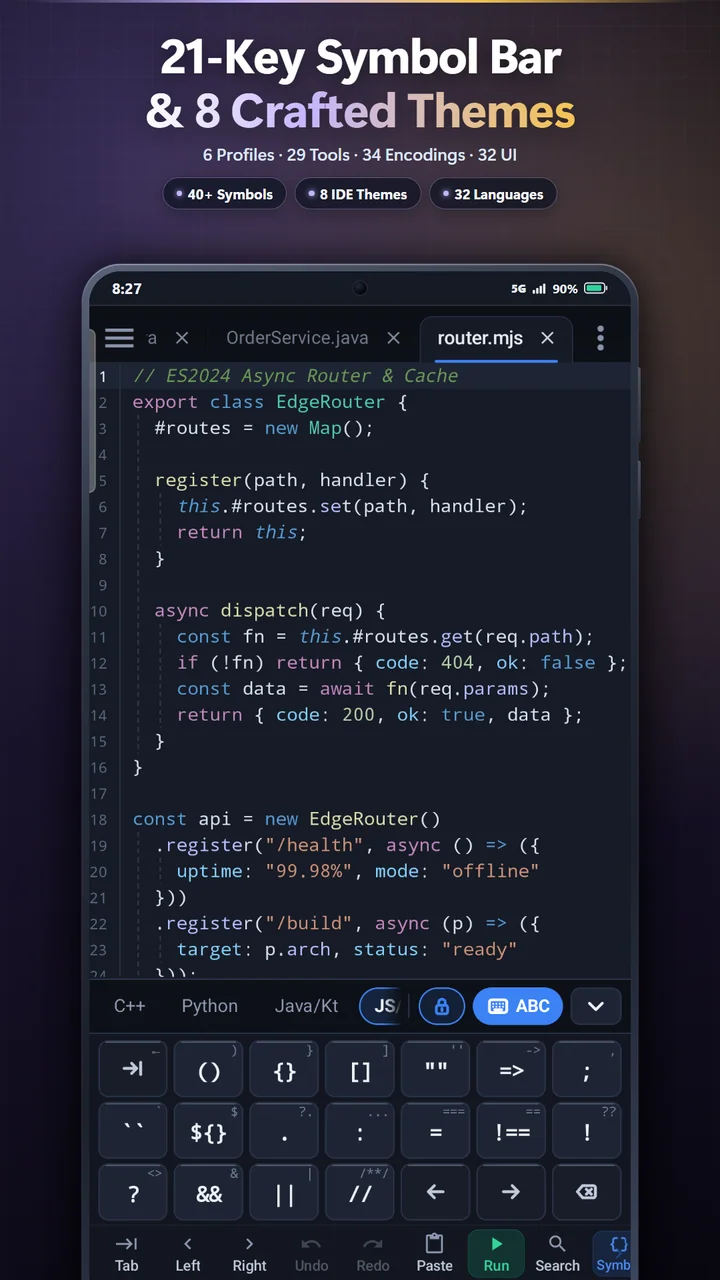 21-Key Symbol Bar
& 8 Crafted Themes
6 Profiles · 29 Tools · 34 Encodings · 32 UI
40+ Symbols
8 IDE Themes
32 Languages
8:27
5G 90%
a
OrderService.java
router.mjs
1 // ES2024 Async Router & Cache
2 export class EdgeRouter {
3   #routes = new Map();
4
5   register(path, handler) {
6     this.#routes.set(path, handler);
7     return this;
8   }
9
10   async dispatch(req) {
11     const fn = this.#routes.get(req.path);
12     if (!fn) return { code: 404, ok: false };
13     const data = await fn(req.params);
14     return { code: 200, ok: true, data };
15   }
16 }
17
18 const api = new EdgeRouter()
19   .register("/health", async () => ({
20     uptime: "99.98%", mode: "offline"
21   }))
22   .register("/build", async (p) => ({
23     target: p.arch, status: "ready"
24   }));
C++ Python Java/Kt JS/ ABC
← ) } ] '' -> ,
→| () {} [] "" => ;
` $ ?. ... === == ??
`` ${} . : = !== !
<> & | /**/
? && || // ← → ⌫
Tab Left Right Undo Redo Paste Run Search Symb